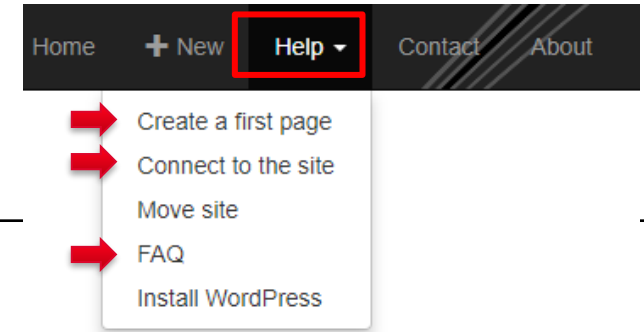 Home + New Help Contact About
Create a first page
Connect to the site
Move site
FAQ
Install WordPress